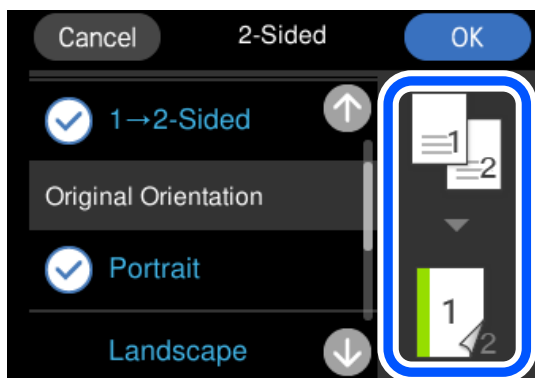 Cancel 2-Sided OK
1→2-Sided
Original Orientation
Portrait
Landscape
1
2
1
2